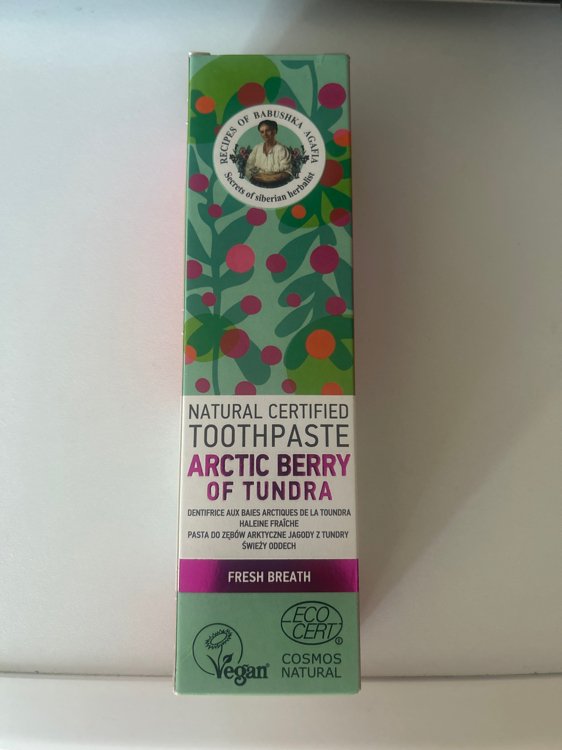 RECIPES OF BABUSHKA AGAFIA
Secrets of siberian herbalist
NATURAL CERTIFIED
TOOTHPASTE
ARCTIC BERRY
OF TUNDRA
DENTIFRICE AUX BAIES ARCTIQUES DE LA TOUNDRA
HALEINE FRAÎCHE
PASTA DO ZĘBÓW ARKTYCZNE JAGODY Z TUNDRY
ŚWIEŻY ODDECH
FRESH BREATH
Vegan
ECO
CERT
COSMOS
NATURAL